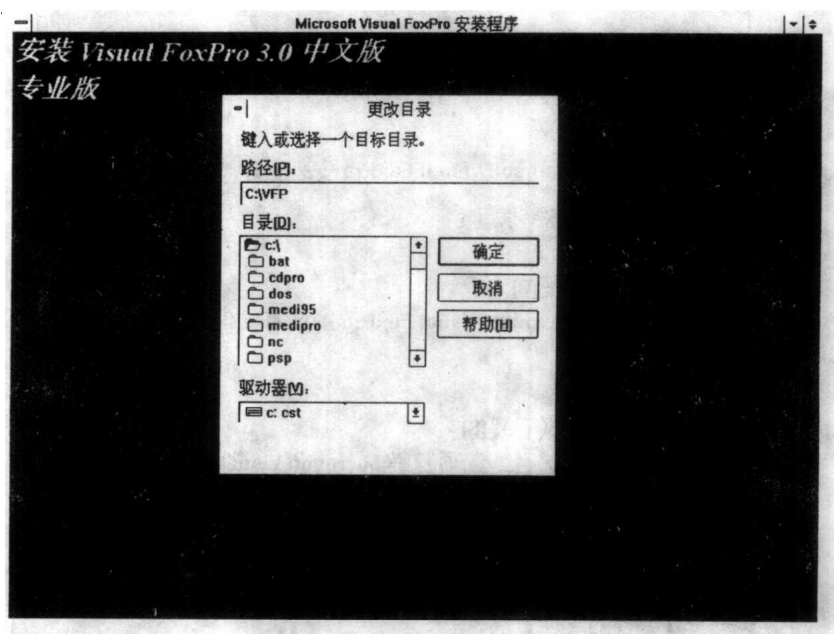 Microsoft Visual FoxPro 安装程序
安装 Visual FoxPro 3.0 中文版
专业版
更改目录
键入或选择一个目标目录。
路径[P]:
C:\VFP
目录[D]:
c:\
bat
cdpro
dos
medi95
medipro
nc
psp
确定
取消
帮助[H]
驱动器[V]:
c: cst